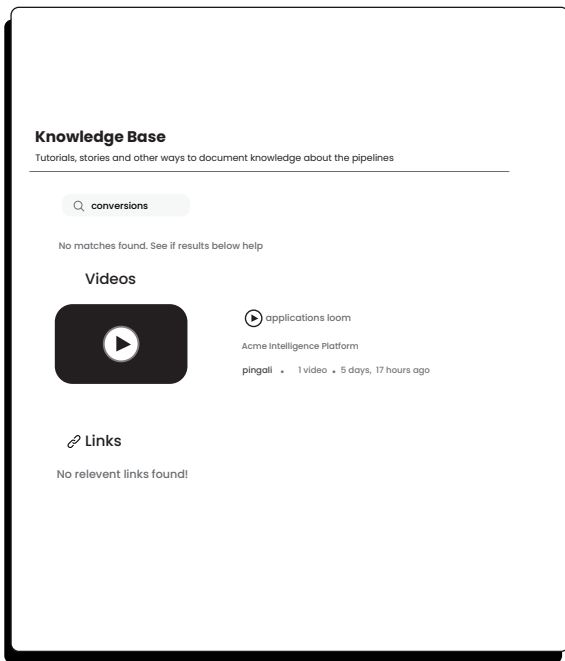 Knowledge Base
Tutorials, stories and other ways to document knowledge about the pipelines
conversions
No matches found. See if results below help
Videos
applications loom
Acme Intelligence Platform
pingali • 1 video • 5 days, 17 hours ago
Links
No relevent links found!